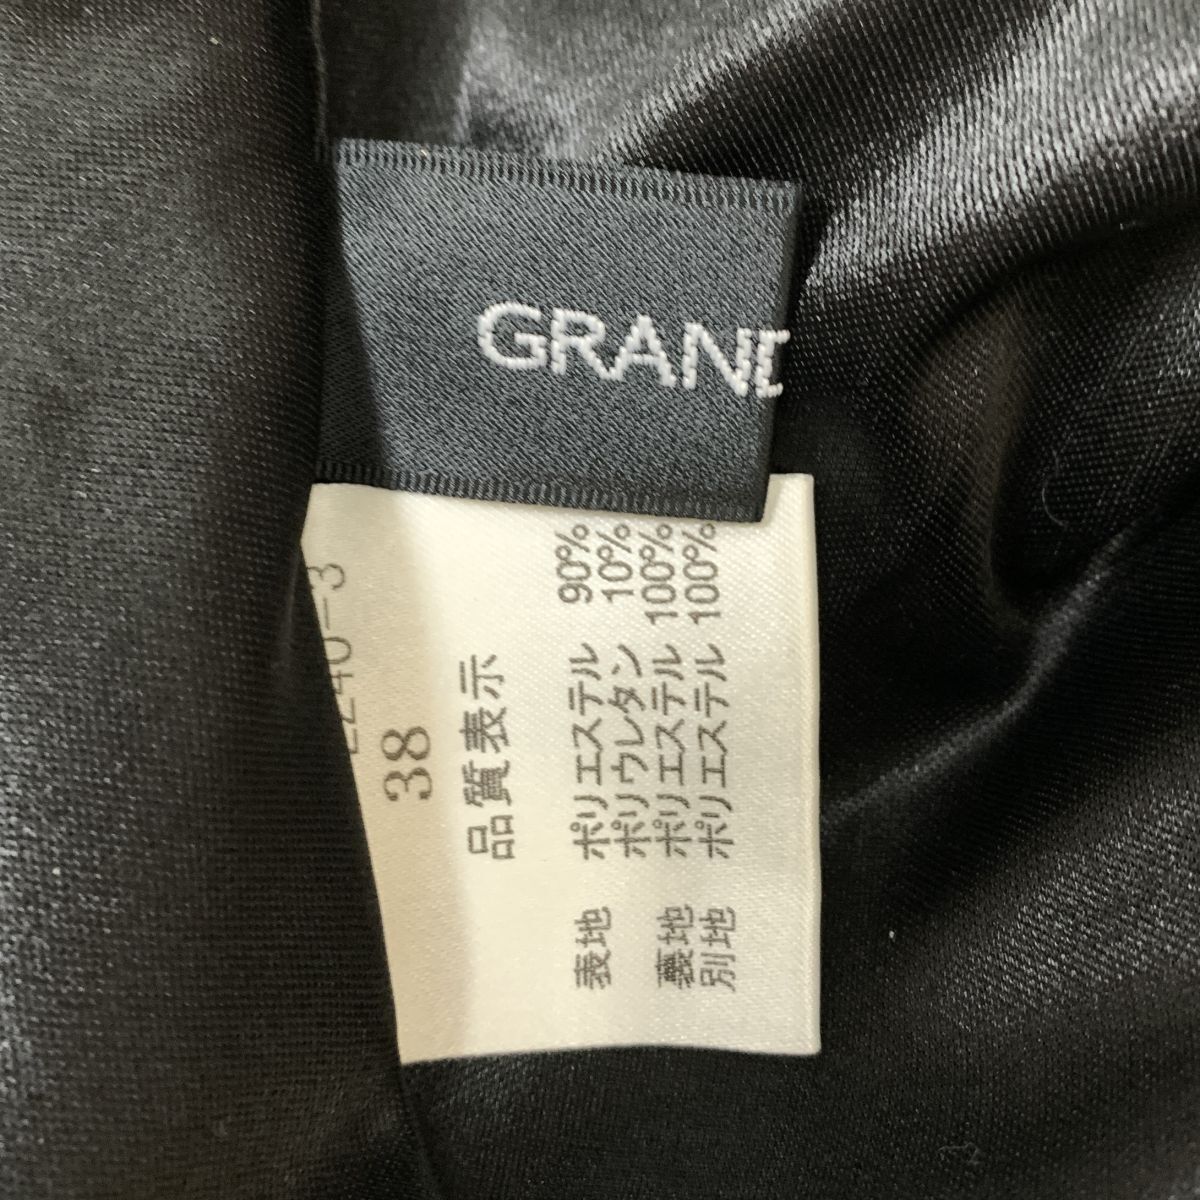 GRAND
2240-3
38
品質表示
表地 ポリエステル 90%
ポリウレタン 10%
裏地 ポリエステル 100%
別地 ポリエステル 100%